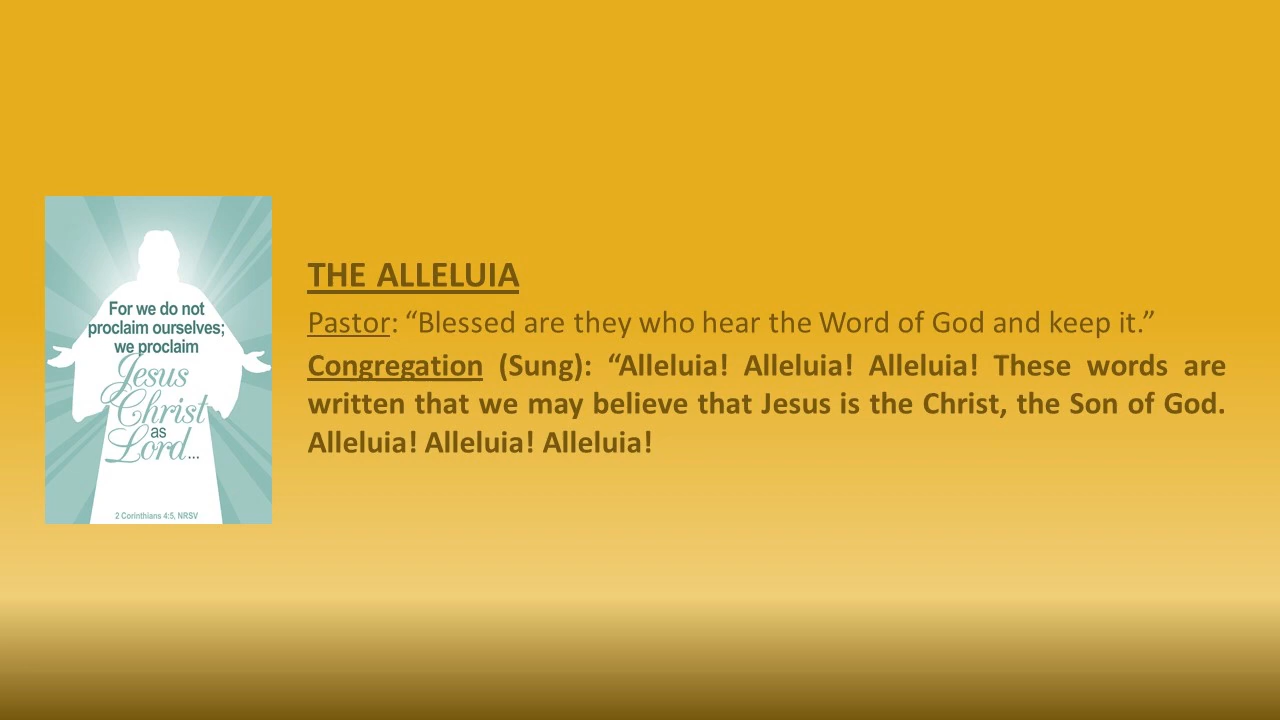 For we do not
proclaim ourselves;
we proclaim
Jesus
Christ
as
Lord...
2 Corinthians 4:5, NRSV
THE ALLELUIA
Pastor: “Blessed are they who hear the Word of God and keep it.”
Congregation (Sung): “Alleluia! Alleluia! Alleluia! These words are
written that we may believe that Jesus is the Christ, the Son of God.
Alleluia! Alleluia! Alleluia!